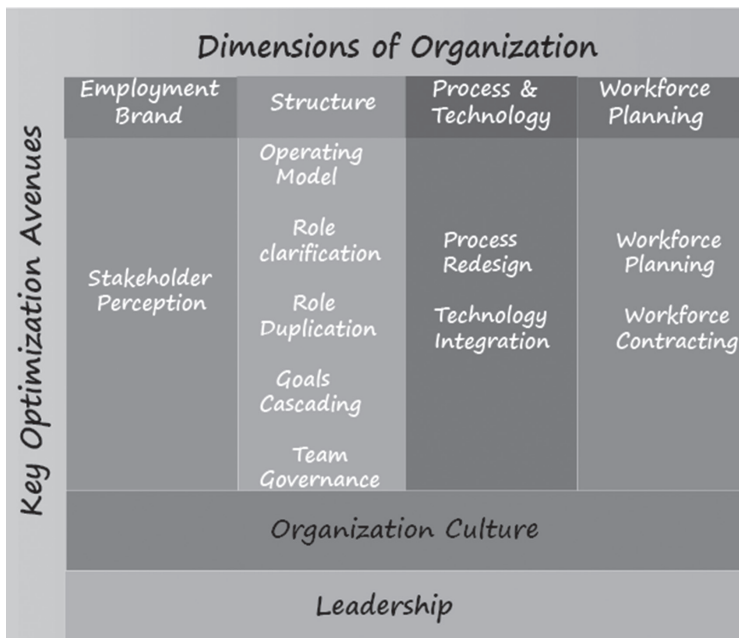 Dimensions of Organization
Key Optimization Avenues
Employment
Brand
Structure
Process &
Technology
Workforce
Planning
Stakeholder
Perception
Operating
Model
Role
clarification
Role
Duplication
Goals
Cascading
Team
Governance
Process
Redesign
Technology
Integration
Workforce
Planning
Workforce
Contracting
Organization Culture
Leadership